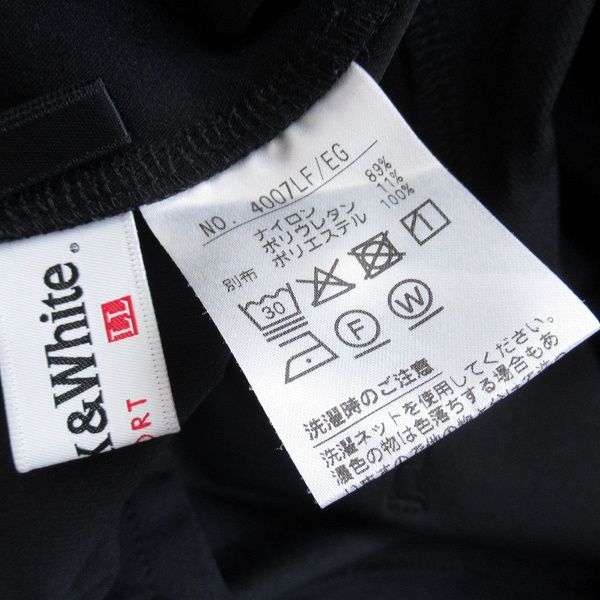 K&White®
LL
ORT
NO. 4007LF/EG
ナイロン 89%
ポリウレタン 11%
別布 ポリエステル 100%
30
F W
洗濯時のご注意
洗濯ネットを使用してください。
濃色の物は色落ちする場合もあ